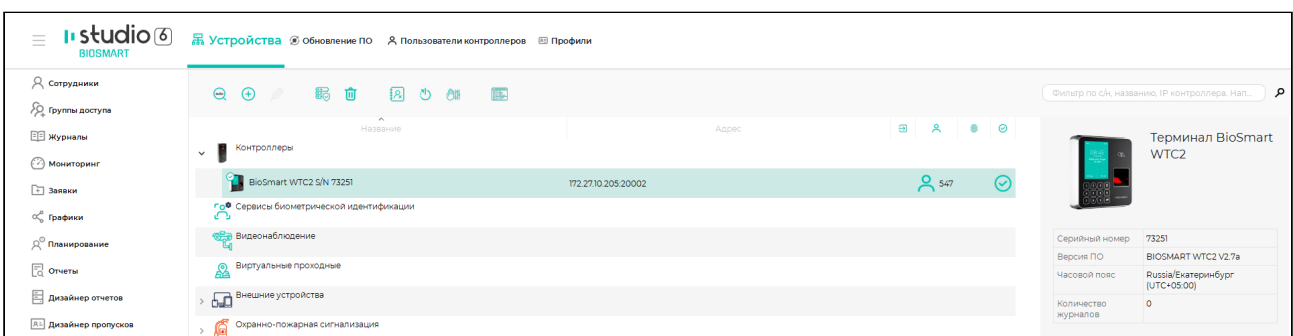 studio 6
BIOSMART
Устройства
Обновление ПО
Пользователи контроллеров
Профили
Сотрудники
Группы доступа
Журналы
Мониторинг
Заявки
Графики
Планирование
Отчеты
Дизайнер отчетов
Дизайнер пропусков
Фильтр по с/н, названию, IP контроллера. Нап...
Название
Адрес
Контроллеры
BioSmart WTC2 S/N 73251
172.27.10.205:20002
547
Сервисы биометрической идентификации
Видеонаблюдение
Виртуальные проходные
Внешние устройства
Охранно-пожарная сигнализация
Терминал BioSmart
WTC2
Серийный номер
73251
Версия ПО
BIOSMART WTC2 V2.7a
Часовой пояс
Russia/Екатеринбург
(UTC+05:00)
Количество
журналов
0